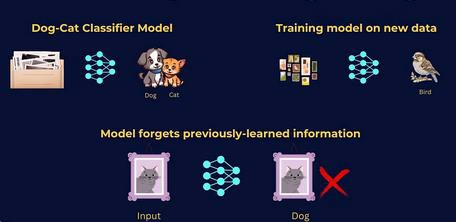 Dog-Cat Classifier Model
Training model on new data
Dog Cat
Bird
Model forgets previously-learned information
Input
Dog